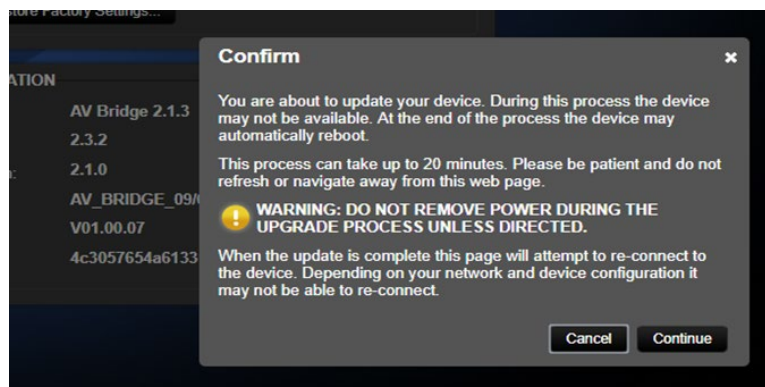 store Factory Settings...
Confirm
ATION
You are about to update your device. During this process the device
may not be available. At the end of the process the device may
automatically reboot.
This process can take up to 20 minutes. Please be patient and do not
refresh or navigate away from this web page.
WARNING: DO NOT REMOVE POWER DURING THE
UPGRADE PROCESS UNLESS DIRECTED.
When the update is complete this page will attempt to re-connect to
the device. Depending on your network and device configuration it
may not be able to re-connect.
Cancel Continue
AV Bridge 2.1.3
2.3.2
2.1.0
AV_BRIDGE_09/
V01.00.07
4c3057654a6133